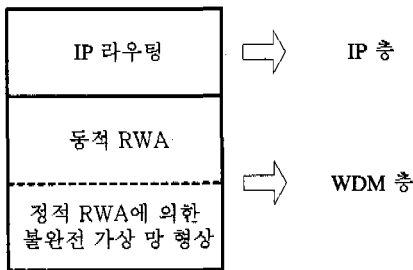 IP 라우팅
IP 층
동적 RWA
WDM 층
정적 RWA에 의한
불완전 가상 망 형상